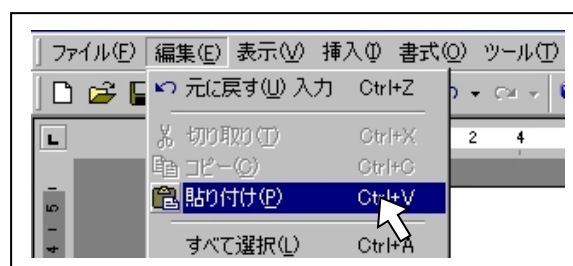 ファイル(F) 編集(E) 表示(V) 挿入(I) 書式(O) ツール(T)
元に戻す(U) 入力 Ctrl+Z
切り取り(T) Ctrl+X
L 2 4
コピー(C) Ctrl+C
貼り付け(P) Ctrl+V
すべて選択(L) Ctrl+A